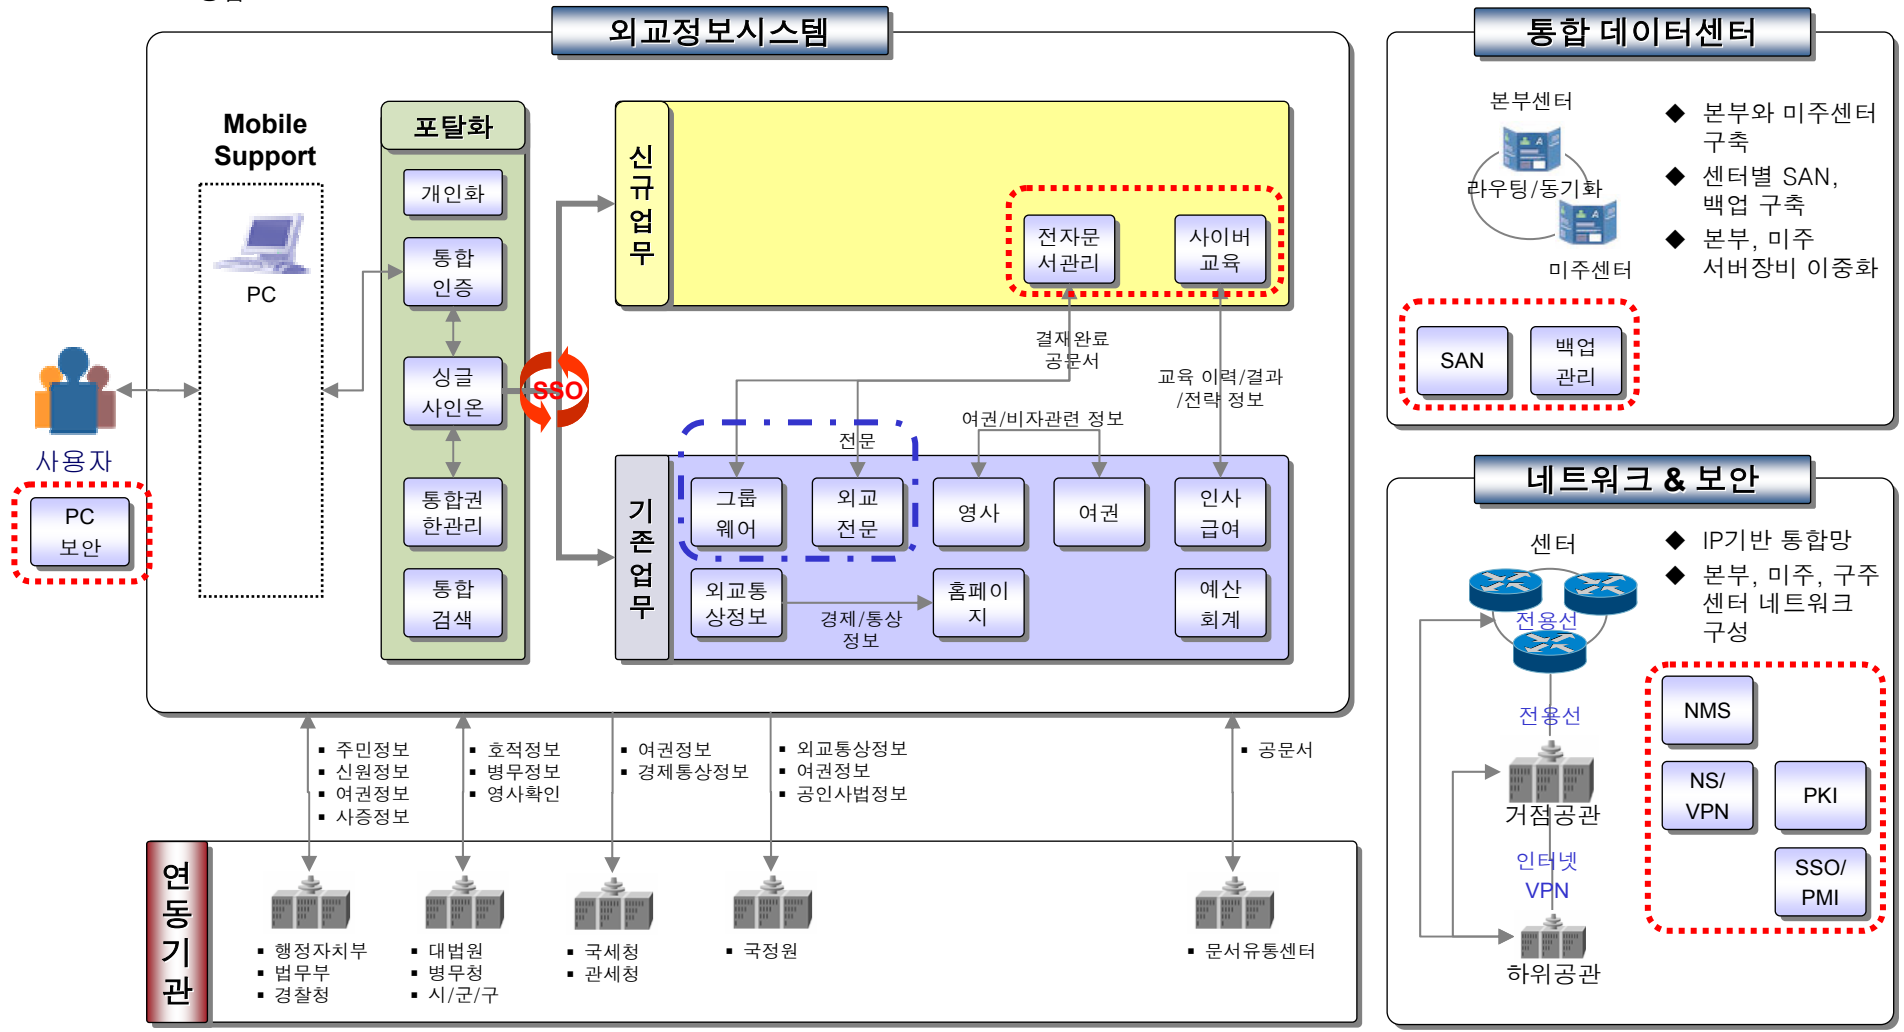 외교정보시스템
Mobile
Support
PC
사용자
PC
보안
포탈화
개인화
통합
인증
싱글
사인온
통합권
한관리
통합
검색
SSO
신
규
업
무
전자문
서관리
사이버
교육
결재완료
공문서
교육 이력/결과
/전략 정보
여권/비자관련 정보
전문
기
존
업
무
그룹
웨어
외교
전문
영사
여권
인사
급여
외교통
상정보
경제/통상
정보
홈페이
지
예산
회계
▪ 주민정보
▪ 신원정보
▪ 여권정보
▪ 사증정보
▪ 호적정보
▪ 병무정보
▪ 영사확인
▪ 여권정보
▪ 경제통상정보
▪ 외교통상정보
▪ 여권정보
▪ 공인사법정보
▪ 공문서
연
동
기
관
▪ 행정자치부
▪ 법무부
▪ 경찰청
▪ 대법원
▪ 병무청
▪ 시/군/구
▪ 국세청
▪ 관세청
▪ 국정원
▪ 문서유통센터
통합 데이터센터
본부센터
라우팅/동기화
미주센터
◆ 본부와 미주센터
구축
◆ 센터별 SAN,
백업 구축
◆ 본부, 미주
서버장비 이중화
SAN
백업
관리
네트워크 & 보안
센터
전용선
전용선
거점공관
인터넷
VPN
하위공관
◆ IP기반 통합망
◆ 본부, 미주, 구주
센터 네트워크
구성
NMS
NS/
VPN
PKI
SSO/
PMI